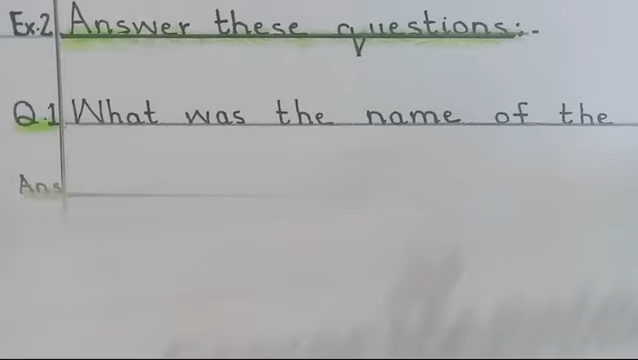 Ex.2 Answer these questions:-
Q.1 What was the name of the
Ans